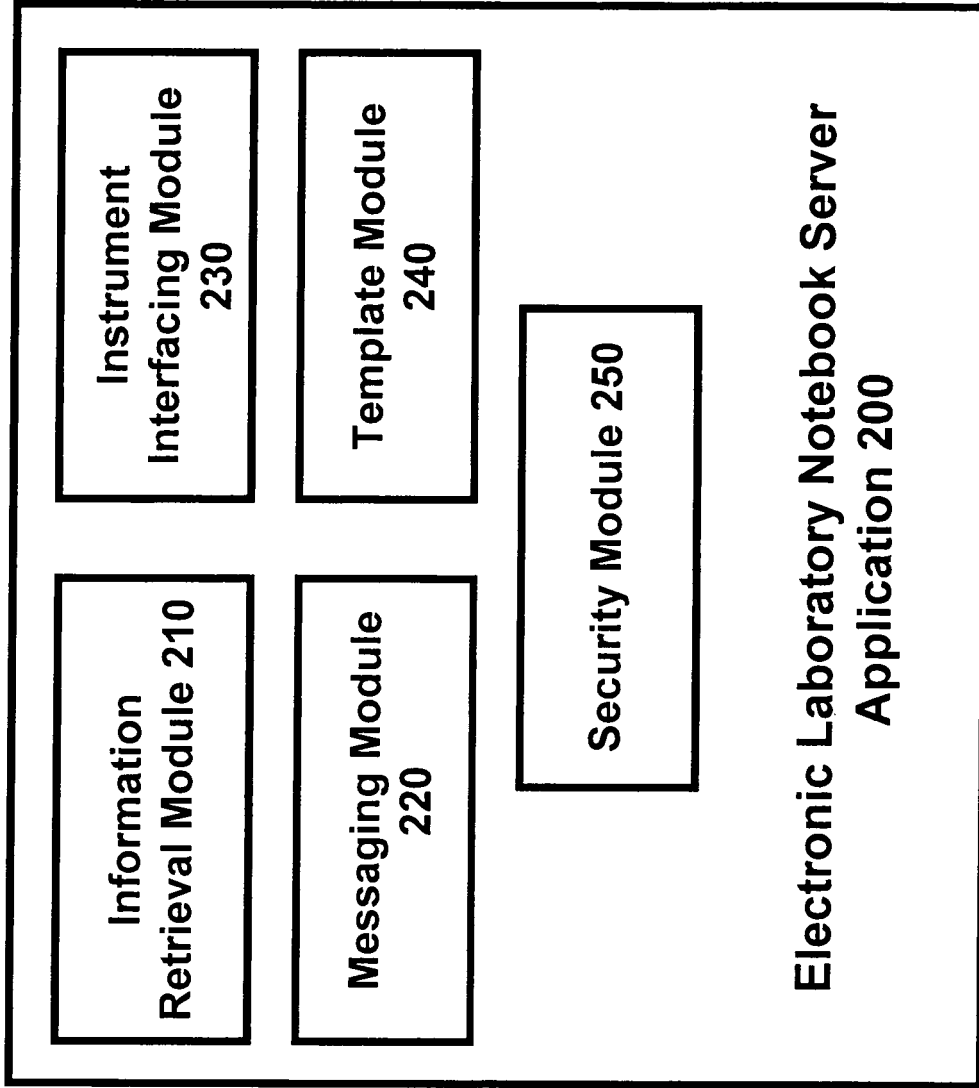 Information
Retrieval Module 210
Instrument
Interfacing Module
230
Messaging Module
220
Template Module
240
Security Module 250
Electronic Laboratory Notebook Server
Application 200